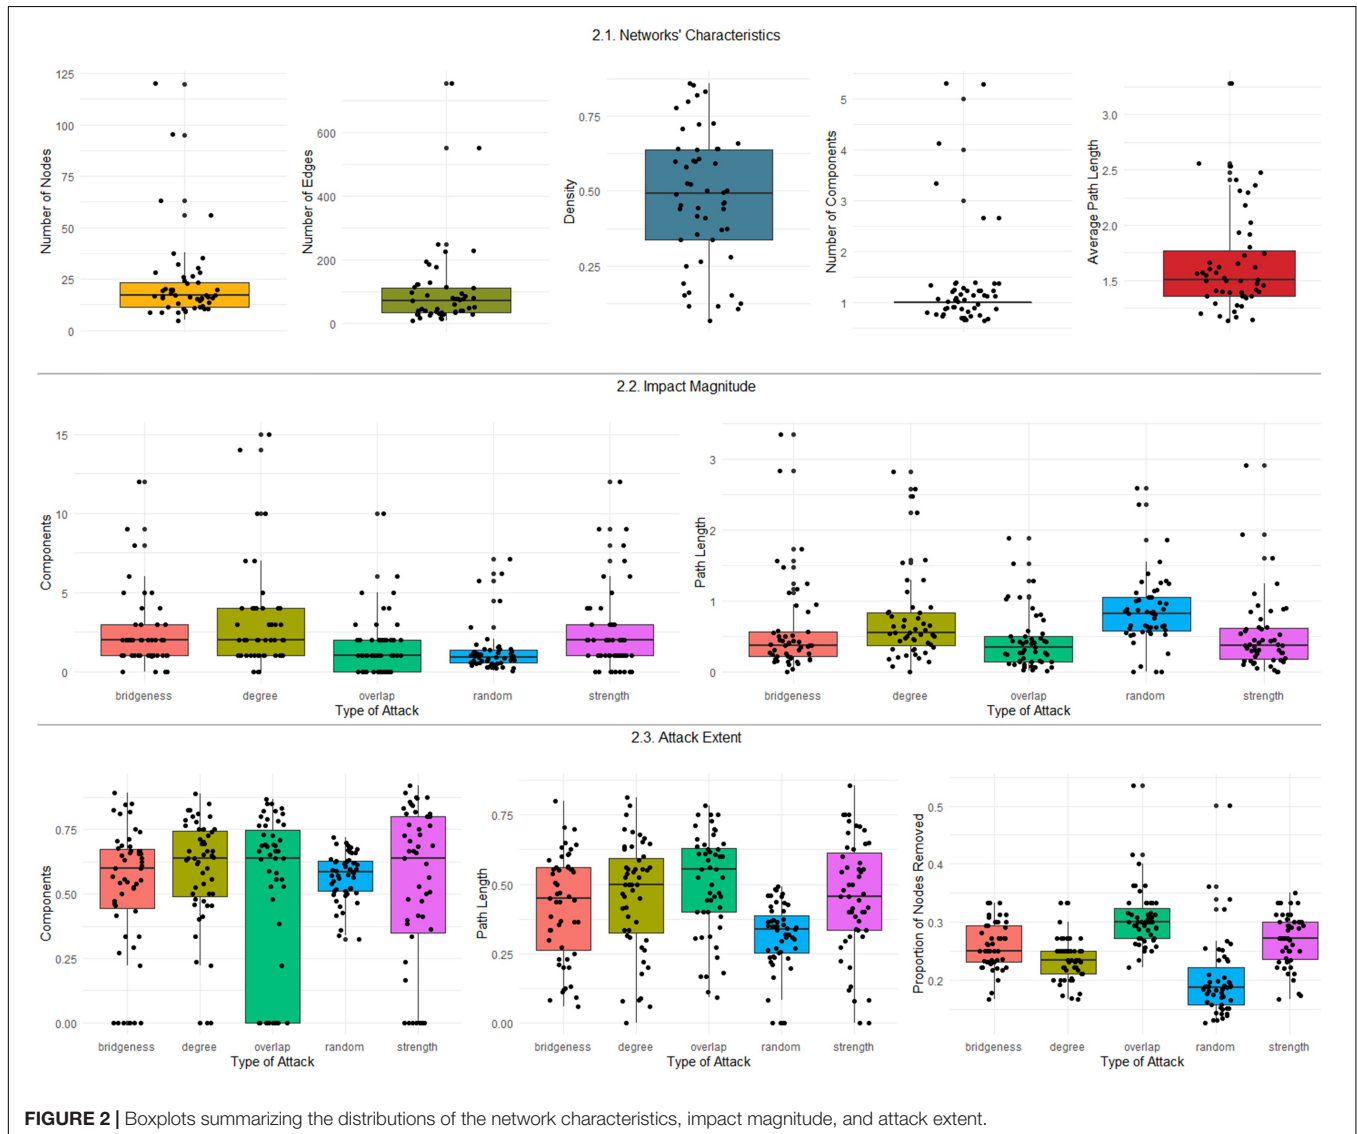 2.1. Networks' Characteristics
Number of Nodes
125
100
75
50
25
0
Number of Edges
600
400
200
0
Density
0.75
0.50
0.25
Number of Components
5
4
3
2
1
Average Path Length
3.0
2.5
2.0
1.5
2.2. Impact Magnitude
Components
15
10
5
0
bridgeness degree overlap random strength
Type of Attack
Path Length
3
2
1
0
bridgeness degree overlap random strength
Type of Attack
2.3. Attack Extent
Components
0.75
0.50
0.25
0.00
bridgeness degree overlap random strength
Type of Attack
Path Length
0.75
0.50
0.25
0.00
bridgeness degree overlap random strength
Type of Attack
Proportion of Nodes Removed
0.5
0.4
0.3
0.2
bridgeness degree overlap random strength
Type of Attack
FIGURE 2 | Boxplots summarizing the distributions of the network characteristics, impact magnitude, and attack extent.